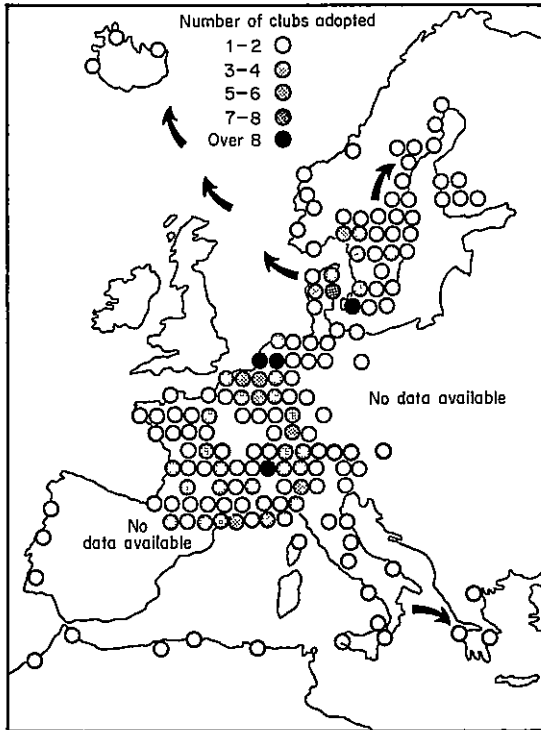 Number of clubs adopted
1-2
3-4
5-6
7-8
Over 8
No data available
No
data available